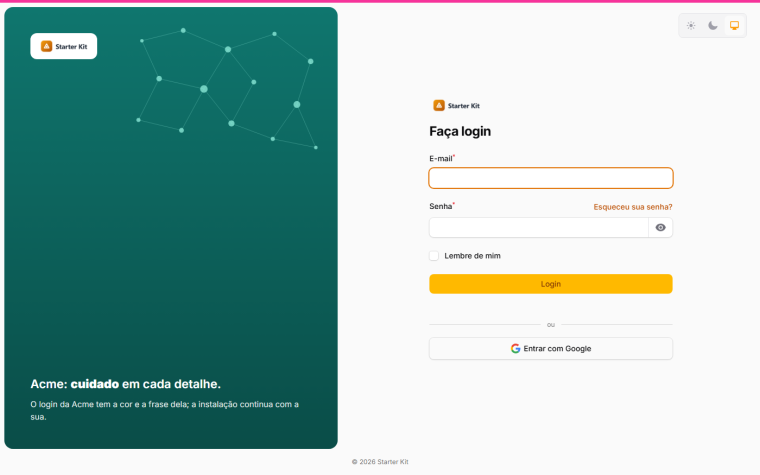 Starter Kit
Acme: cuidado em cada detalhe.
O login da Acme tem a cor e a frase dela; a instalação continua com a
sua.
Starter Kit
Faça login
E-mail*
Senha*
Esqueceu sua senha?
Lembre de mim
Login
ou
Entrar com Google
© 2026 Starter Kit